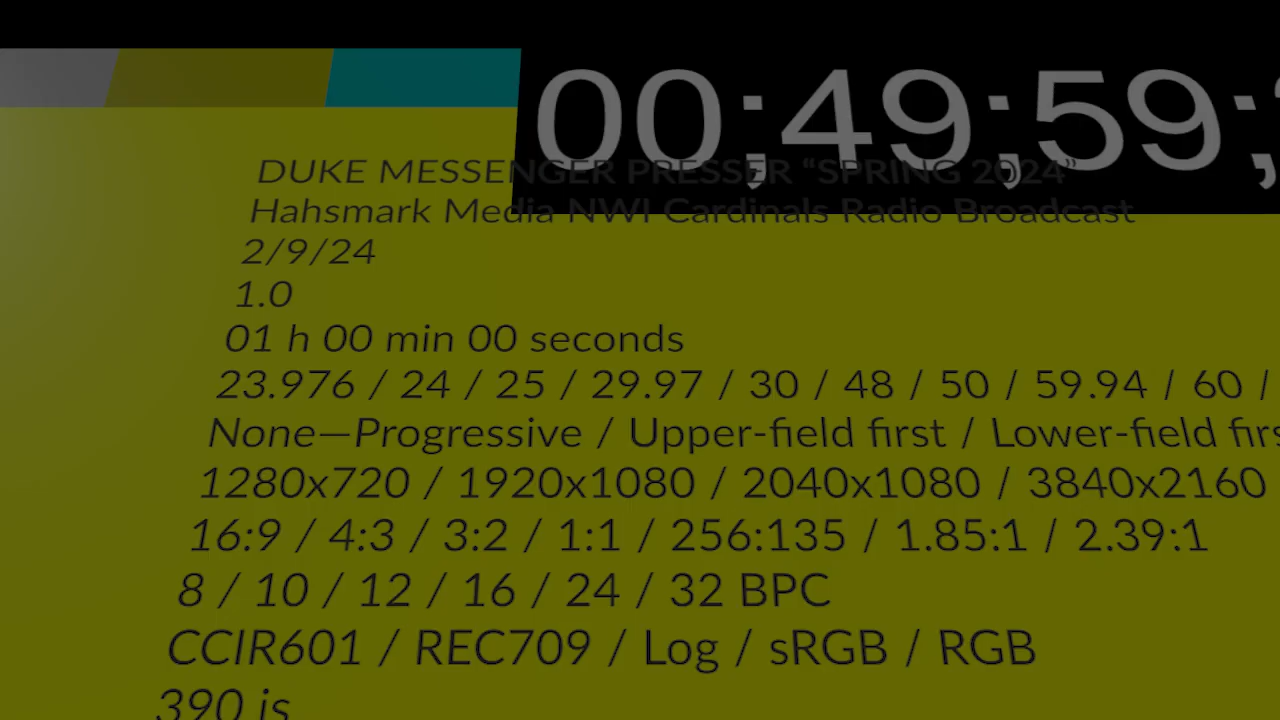 00;49;59;
DUKE MESSENGER PRESSER “SPRING 2024”
Hahsmark Media NWI Cardinals Radio Broadcast
2/9/24
1.0
01 h 00 min 00 seconds
23.976 / 24 / 25 / 29.97 / 30 / 48 / 50 / 59.94 / 60 /
None—Progressive / Upper-field first / Lower-field firs
1280x720 / 1920x1080 / 2040x1080 / 3840x2160
16:9 / 4:3 / 3:2 / 1:1 / 256:135 / 1.85:1 / 2.39:1
8 / 10 / 12 / 16 / 24 / 32 BPC
CCIR601 / REC709 / Log / sRGB / RGB
390 is